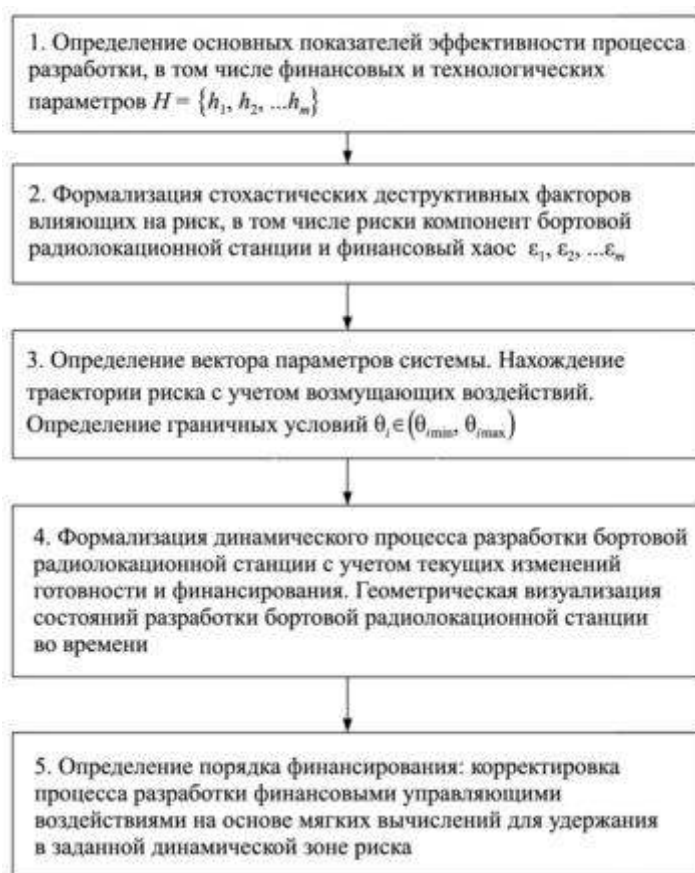 1. Определение основных показателей эффективности процесса
разработки, в том числе финансовых и технологических
параметров H = {h₁, h₂, ...hₘ}
2. Формализация стохастических деструктивных факторов
влияющих на риск, в том числе риски компонент бортовой
радиолокационной станции и финансовый хаос ε₁, ε₂, ...εₘ
3. Определение вектора параметров системы. Нахождение
траектории риска с учетом возмущающих воздействий.
Определение граничных условий θᵢ∈(θᵢmin, θᵢmax)
4. Формализация динамического процесса разработки бортовой
радиолокационной станции с учетом текущих изменений
готовности и финансирования. Геометрическая визуализация
состояний разработки бортовой радиолокационной станции
во времени
5. Определение порядка финансирования: корректировка
процесса разработки финансовыми управляющими
воздействиями на основе мягких вычислений для удержания
в заданной динамической зоне риска